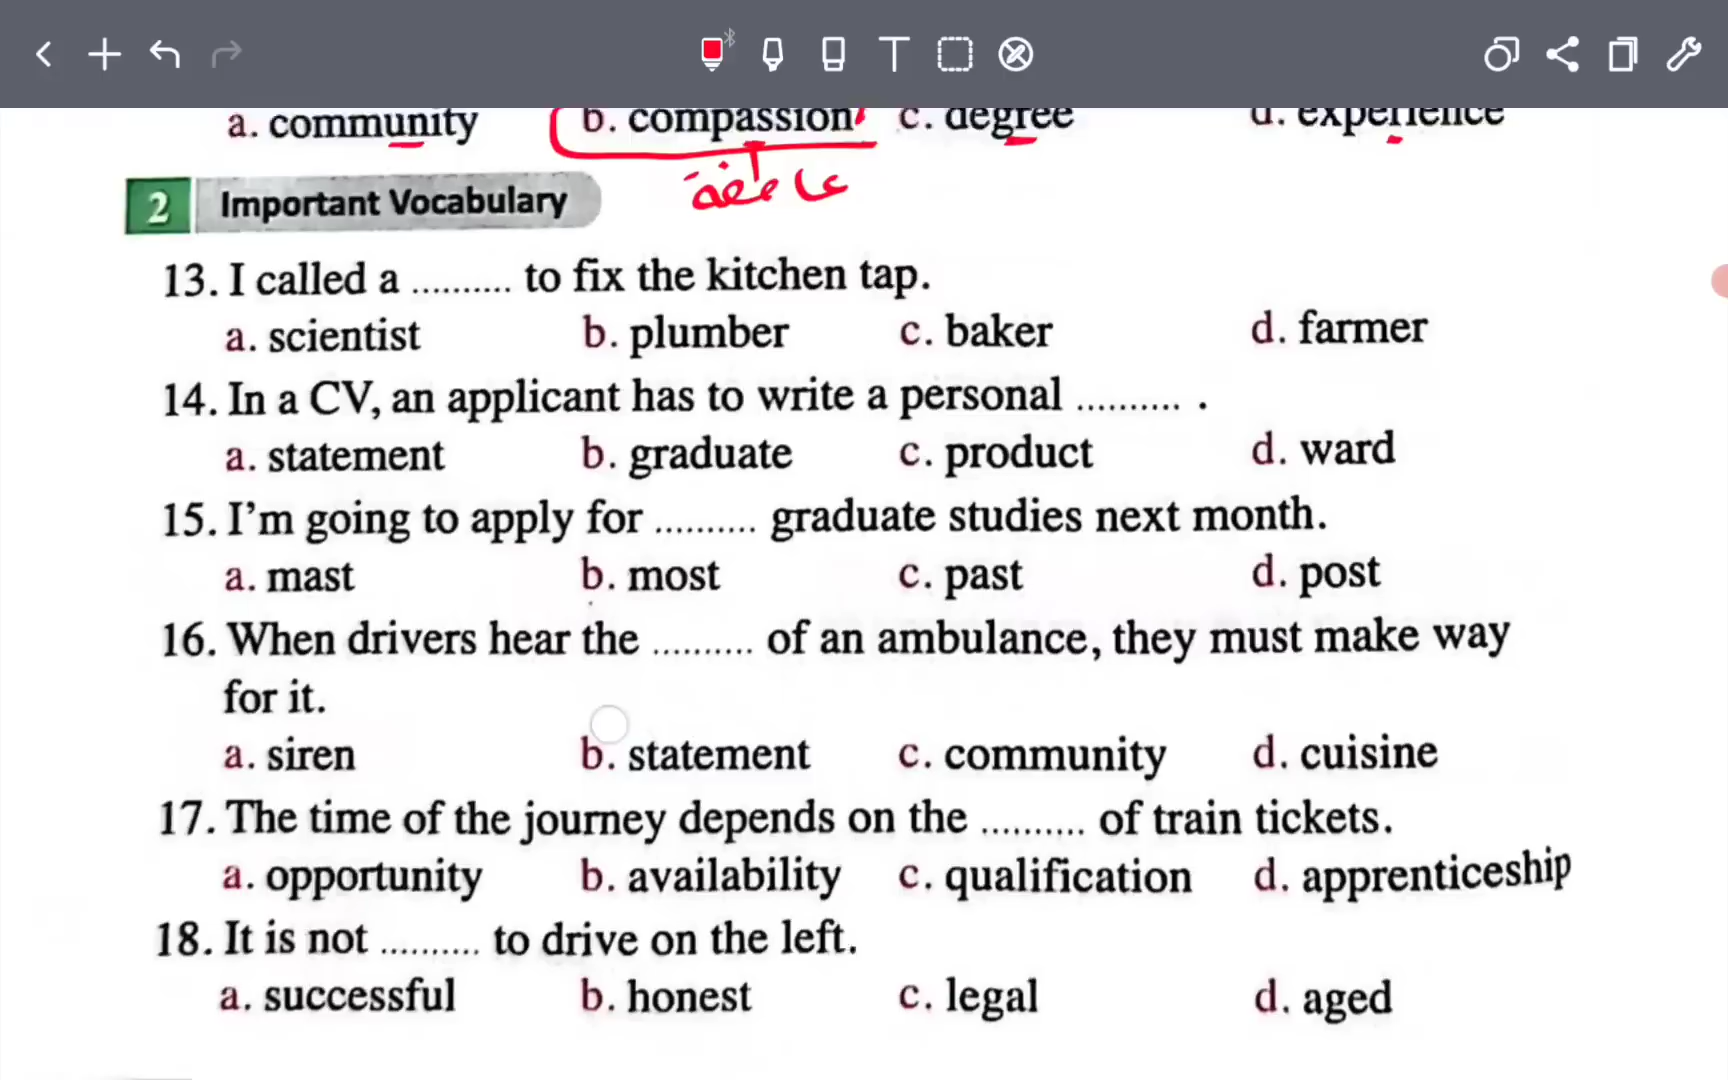 a. community b. compassion c. degree d. experience
عاطفة
2 Important Vocabulary
13. I called a .......... to fix the kitchen tap.
a. scientist b. plumber c. baker d. farmer
14. In a CV, an applicant has to write a personal .......... .
a. statement b. graduate c. product d. ward
15. I'm going to apply for .......... graduate studies next month.
a. mast b. most c. past d. post
16. When drivers hear the .......... of an ambulance, they must make way
for it.
a. siren b. statement c. community d. cuisine
17. The time of the journey depends on the .......... of train tickets.
a. opportunity b. availability c. qualification d. apprenticeship
18. It is not .......... to drive on the left.
a. successful b. honest c. legal d. aged